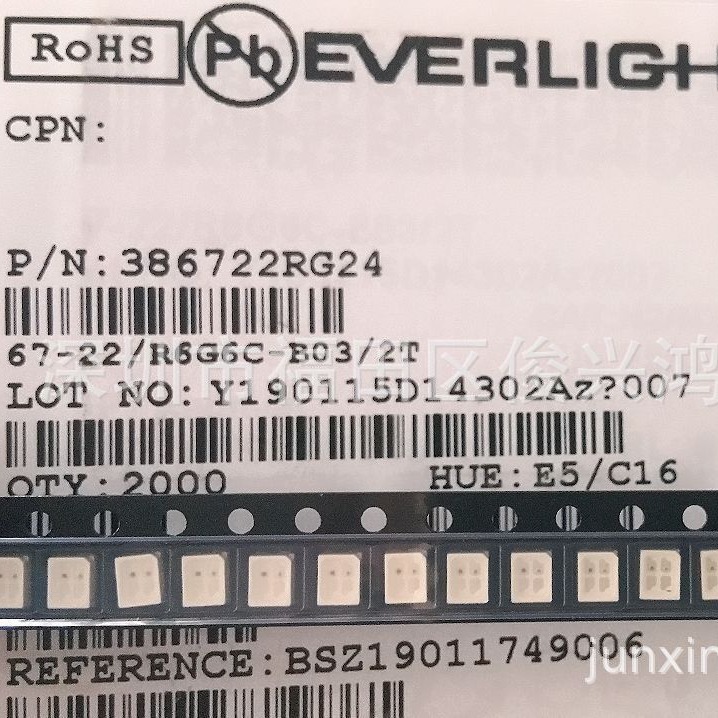 RoHS Pb EVERLIGH
CPN:
P/N: 386722RG24
67-22/R6G6C-B03/2T
深圳市福田区俊兴鸿
LOT NO: Y190115D14302Az?007
QTY: 2000 HUE: E5/C16
REFERENCE: BSZ19011749006
junxin